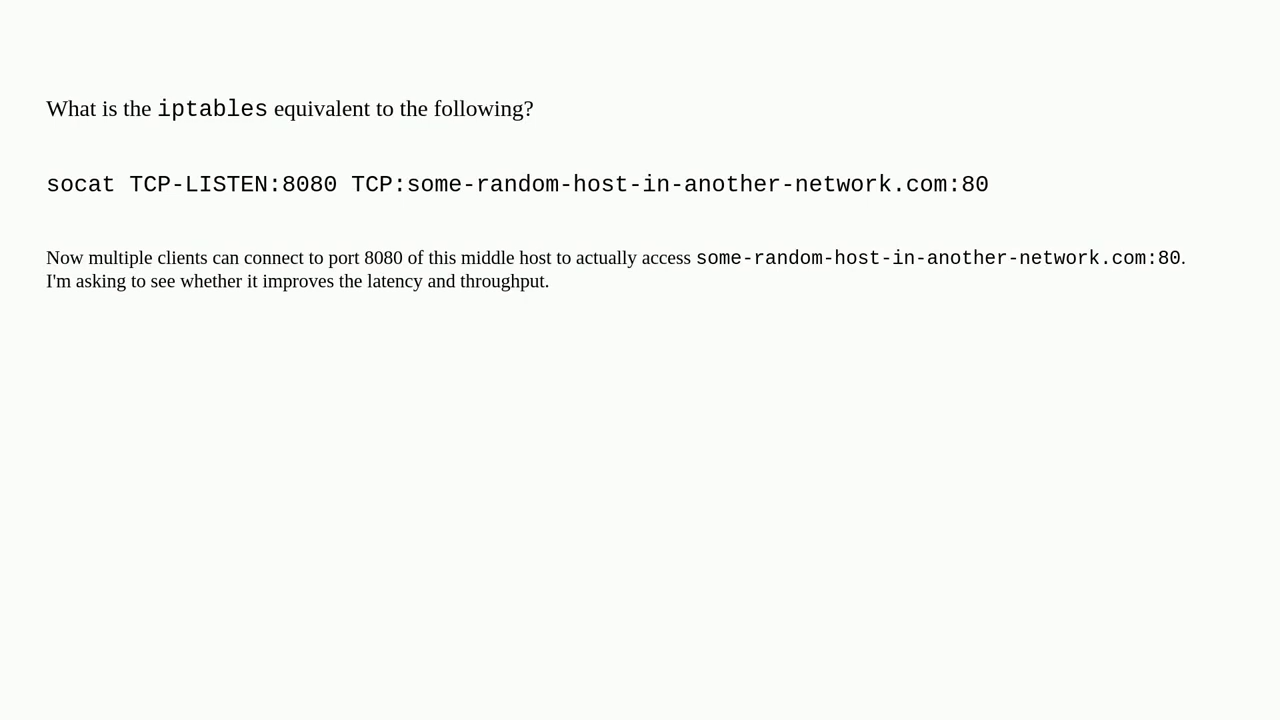 What is the iptables equivalent to the following?
socat TCP-LISTEN:8080 TCP:some-random-host-in-another-network.com:80
Now multiple clients can connect to port 8080 of this middle host to actually access some-random-host-in-another-network.com:80.
I'm asking to see whether it improves the latency and throughput.